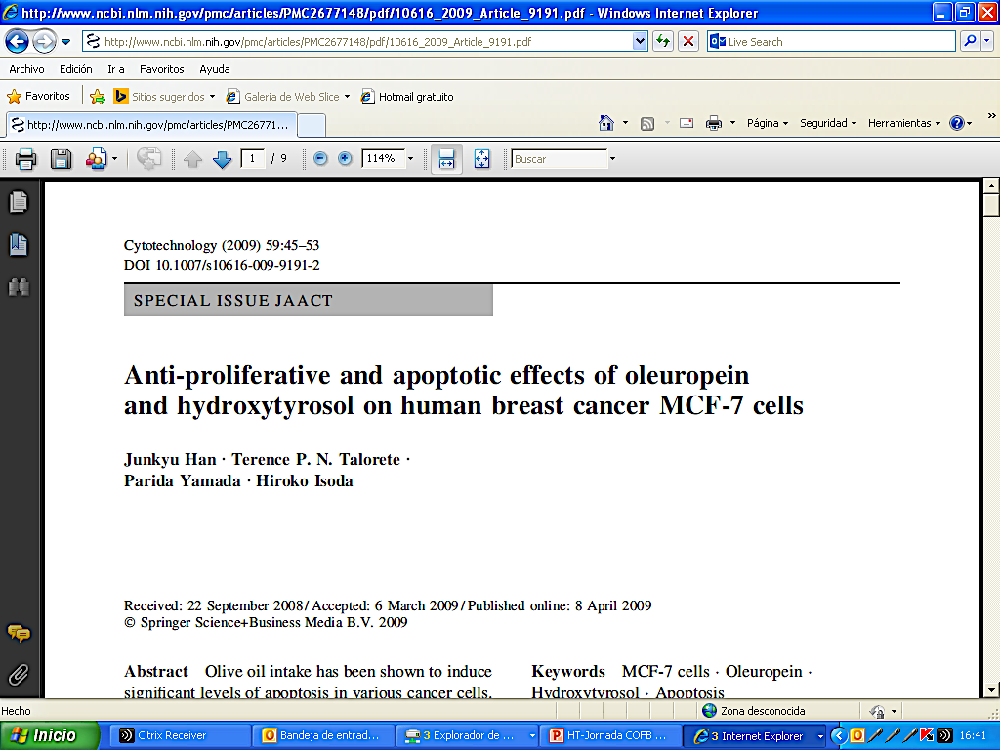 http://www.ncbi.nlm.nih.gov/pmc/articles/PMC2677148/pdf/10616_2009_Article_9191.pdf - Windows Internet Explorer
http://www.ncbi.nlm.nih.gov/pmc/articles/PMC2677148/pdf/10616_2009_Article_9191.pdf
Live Search
Archivo Edición Ir a Favoritos Ayuda
Favoritos Sitios sugeridos Galería de Web Slice Hotmail gratuito
http://www.ncbi.nlm.nih.gov/pmc/articles/PMC26771... Página Seguridad Herramientas »
1 / 9 114% Buscar
Cytotechnology (2009) 59:45–53
DOI 10.1007/s10616-009-9191-2
SPECIAL ISSUE JAACT
Anti-proliferative and apoptotic effects of oleuropein
and hydroxytyrosol on human breast cancer MCF-7 cells
Junkyu Han · Terence P. N. Talorete ·
Parida Yamada · Hiroko Isoda
Received: 22 September 2008 / Accepted: 6 March 2009 / Published online: 8 April 2009
© Springer Science+Business Media B.V. 2009
Abstract Olive oil intake has been shown to induce
significant levels of apoptosis in various cancer cells.
Keywords MCF-7 cells · Oleuropein ·
Hydroxytyrosol · Apoptosis
Hecho Zona desconocida
Inicio Citrix Receiver Bandeja de entrad... 3 Explorador de ... HT-Jornada COFB ... 3 Internet Explorer 16:41